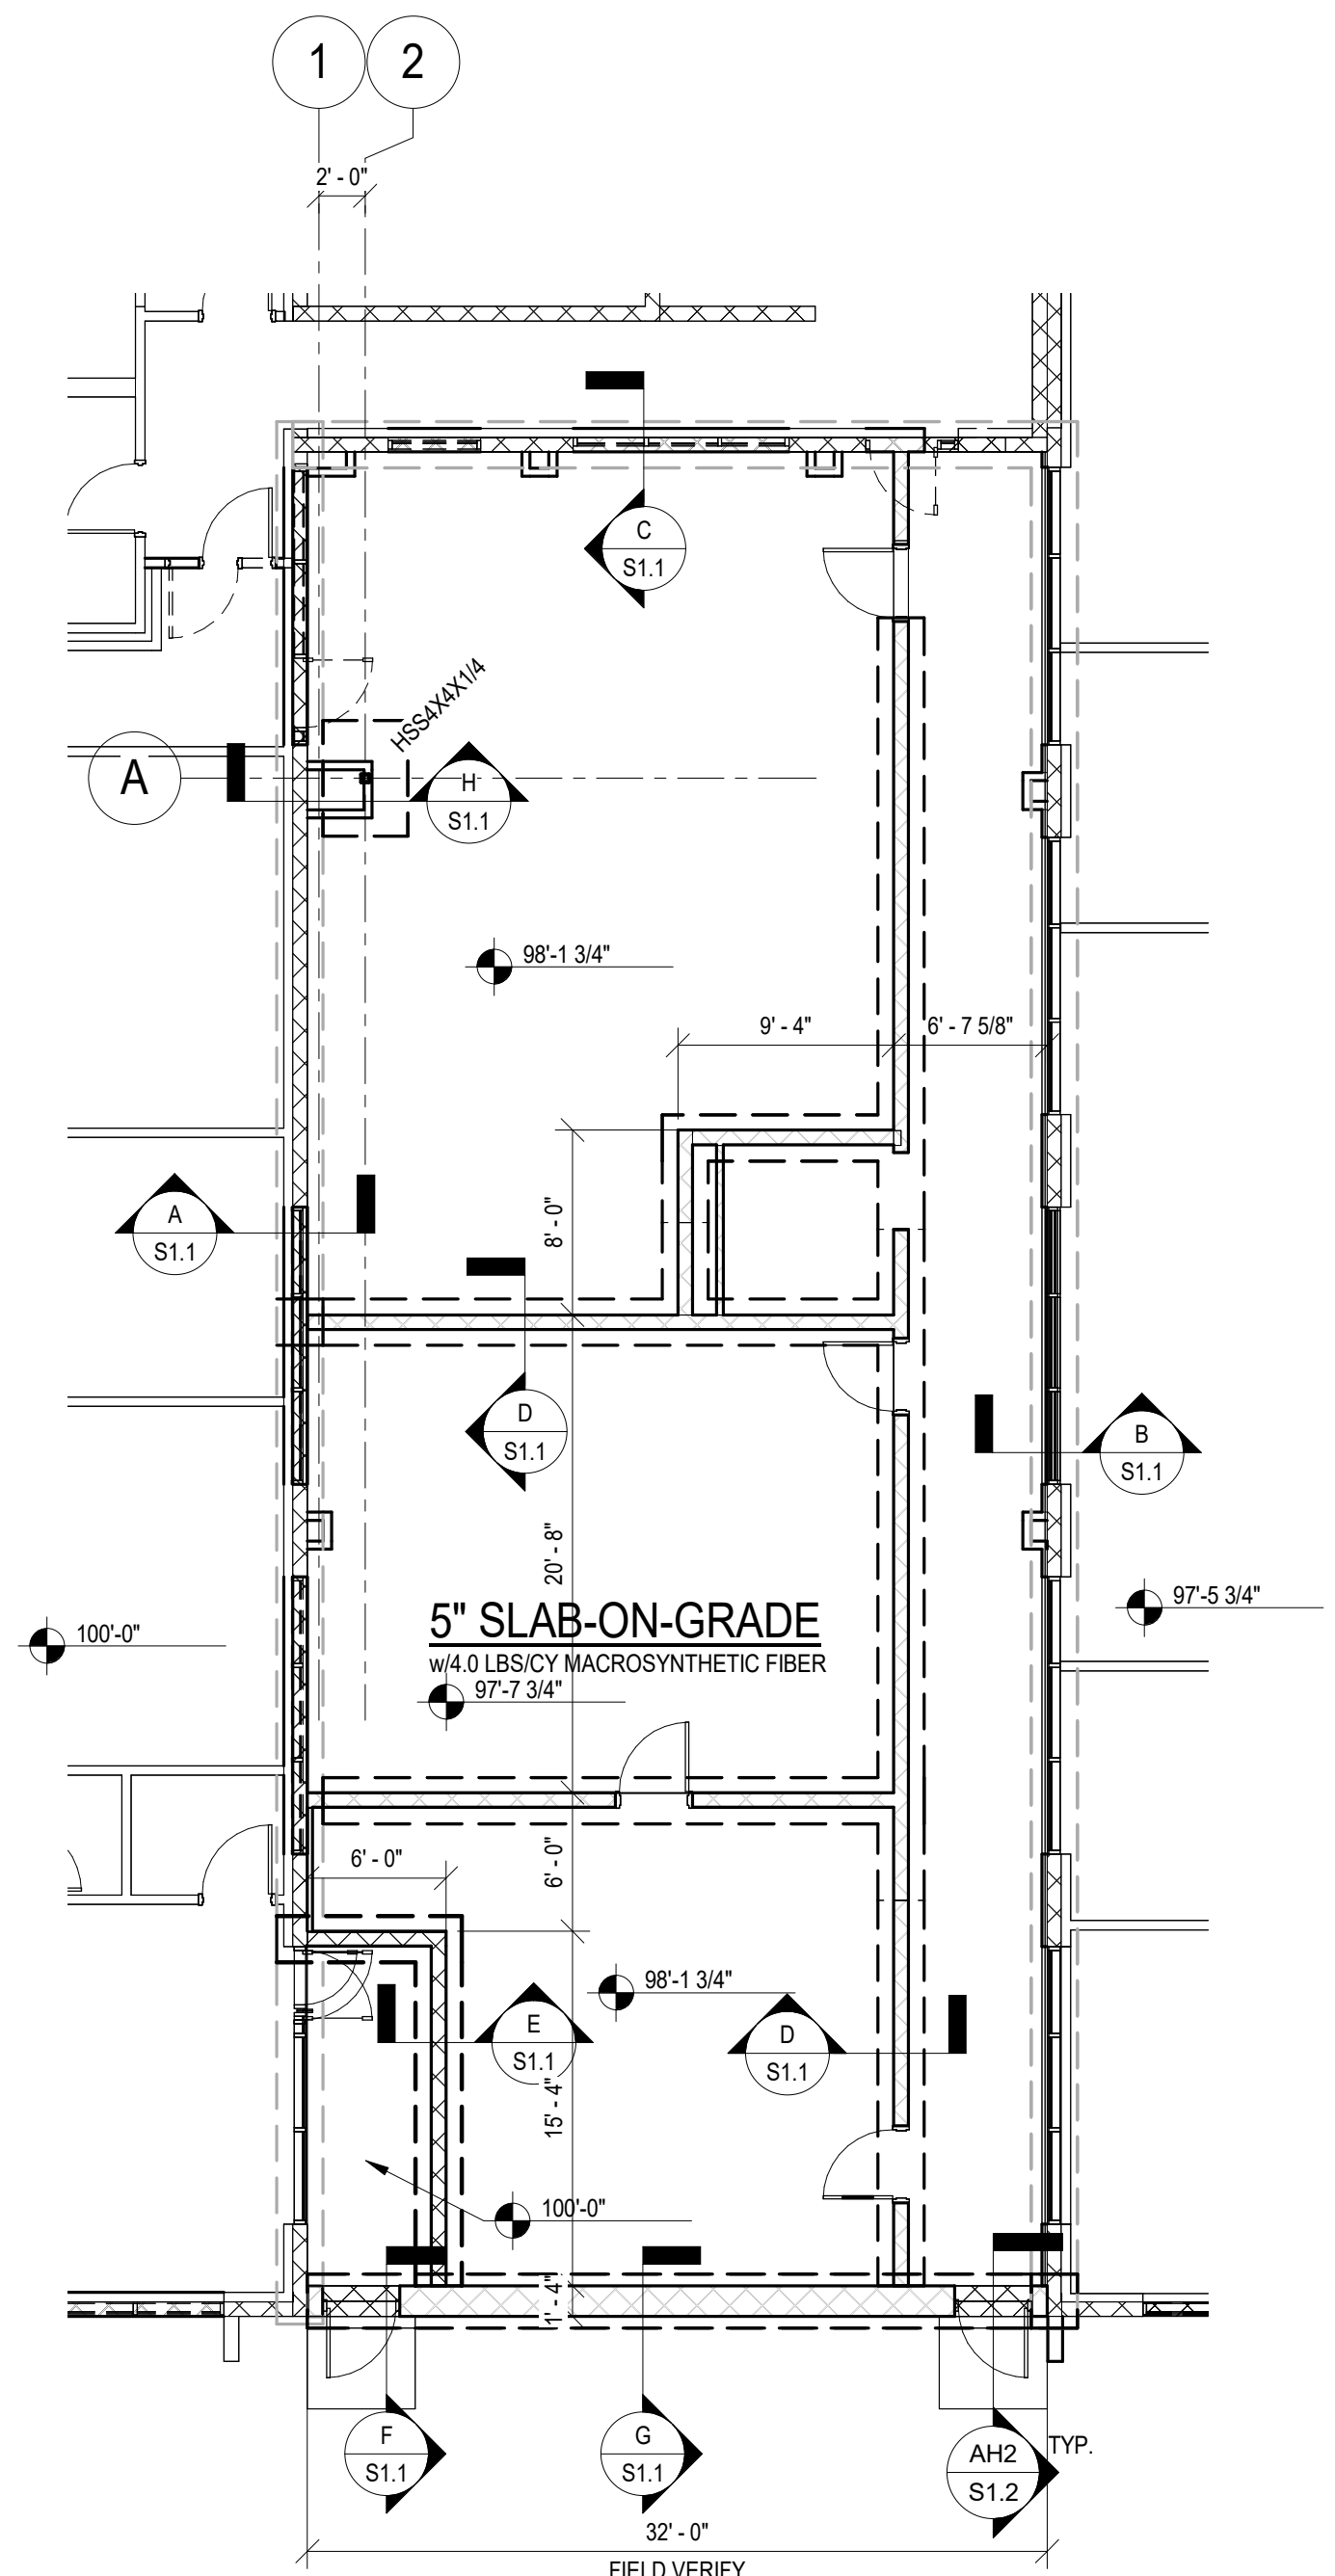 1
2
2' - 0"
C
S1.1
HSS4X4X1/4
A
H
S1.1
98'-1 3/4"
9' - 4"
6' - 7 5/8"
8' - 0"
A
S1.1
D
S1.1
B
S1.1
20' - 8"
5" SLAB-ON-GRADE
w/4.0 LBS/CY MACROSYNTHETIC FIBER
97'-7 3/4"
100'-0"
97'-5 3/4"
6' - 0"
6' - 0"
98'-1 3/4"
E
S1.1
D
S1.1
15' - 4"
100'-0"
1' - 4"
F
S1.1
G
S1.1
AH2
S1.2
TYP.
32' - 0"
FIELD VERIFY